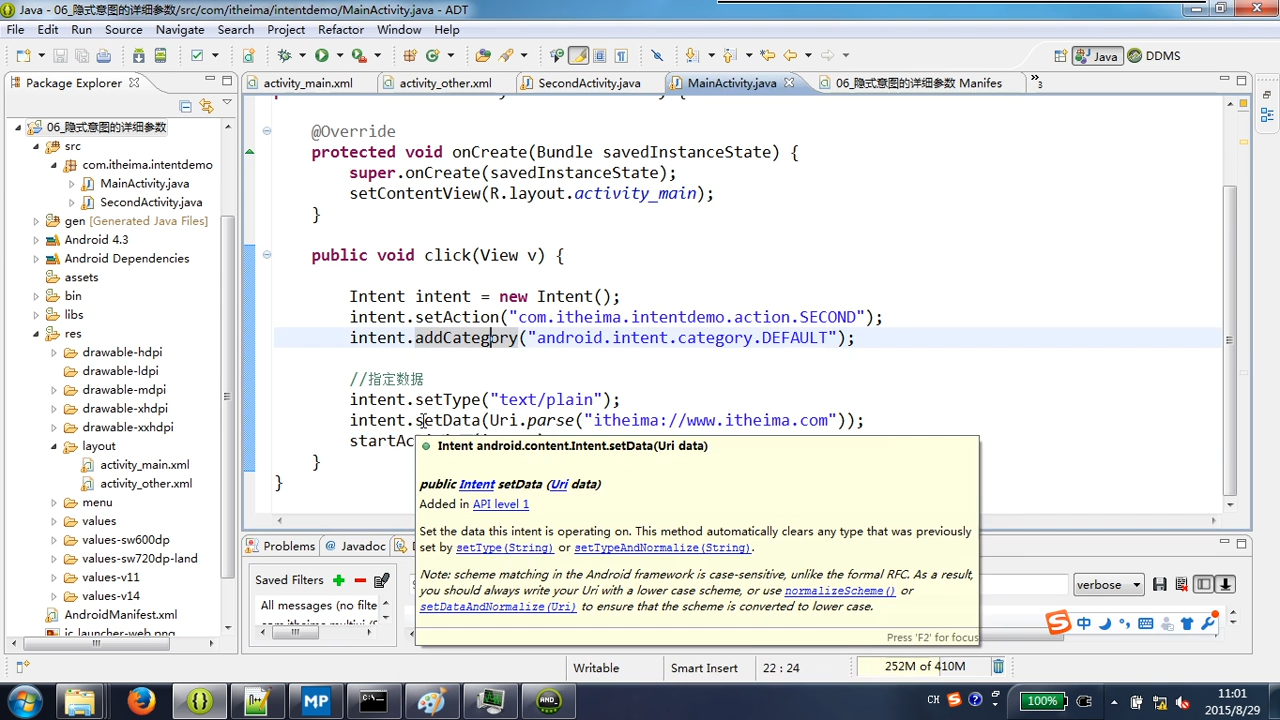 Java - 06_隐式意图的详细参数/src/com/itheima/intentdemo/MainActivity.java - ADT
File Edit Run Source Navigate Search Project Refactor Window Help
Java DDMS
Package Explorer
activity_main.xml activity_other.xml SecondActivity.java MainActivity.java 06_隐式意图的详细参数 Manifes »3
06_隐式意图的详细参数
src
com.itheima.intentdemo
MainActivity.java
SecondActivity.java
gen [Generated Java Files]
Android 4.3
Android Dependencies
assets
bin
libs
res
drawable-hdpi
drawable-ldpi
drawable-mdpi
drawable-xhdpi
drawable-xxhdpi
layout
activity_main.xml
activity_other.xml
menu
values
values-sw600dp
values-sw720dp-land
values-v11
values-v14
AndroidManifest.xml
ic_launcher-web.png
@Override
protected void onCreate(Bundle savedInstanceState) {
super.onCreate(savedInstanceState);
setContentView(R.layout.activity_main);
}
public void click(View v) {
Intent intent = new Intent();
intent.setAction("com.itheima.intentdemo.action.SECOND");
intent.addCategory("android.intent.category.DEFAULT");
//指定数据
intent.setType("text/plain");
intent.setData(Uri.parse("itheima://www.itheima.com"));
startAc
}
}
Intent android.content.Intent.setData(Uri data)
public Intent setData (Uri data)
Added in API level 1
Set the data this intent is operating on. This method automatically clears any type that was previously
set by setType(String) or setTypeAndNormalize(String).
Note: scheme matching in the Android framework is case-sensitive, unlike the formal RFC. As a result,
you should always write your Uri with a lower case scheme, or use normalizeScheme() or
setDataAndNormalize(Uri) to ensure that the scheme is converted to lower case.
Press 'F2' for focus
Problems @ Javadoc
Saved Filters
All messages (no filters)
verbose
中
Writable Smart Insert 22 : 24 252M of 410M
MP
AND
CH
100%
11:01
2015/8/29